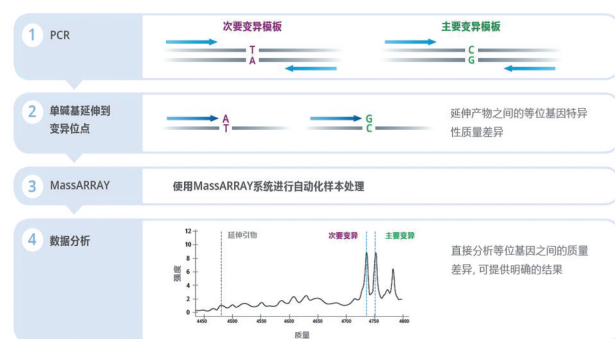 次要变异模板
主要变异模板
1 PCR
T
A
C
G
2 单碱基延伸到
变异位点
A
T
G
C
延伸产物之间的等位基因特异
性质量差异
3 MassARRAY
使用MassARRAY系统进行自动化样本处理
4 数据分析
延伸引物
次要变异
主要变异
强度
12
10
8
6
4
2
0
4450
4500
4550
4600
4650
4700
4750
4800
质量
直接分析等位基因之间的质量
差异, 可提供明确的结果